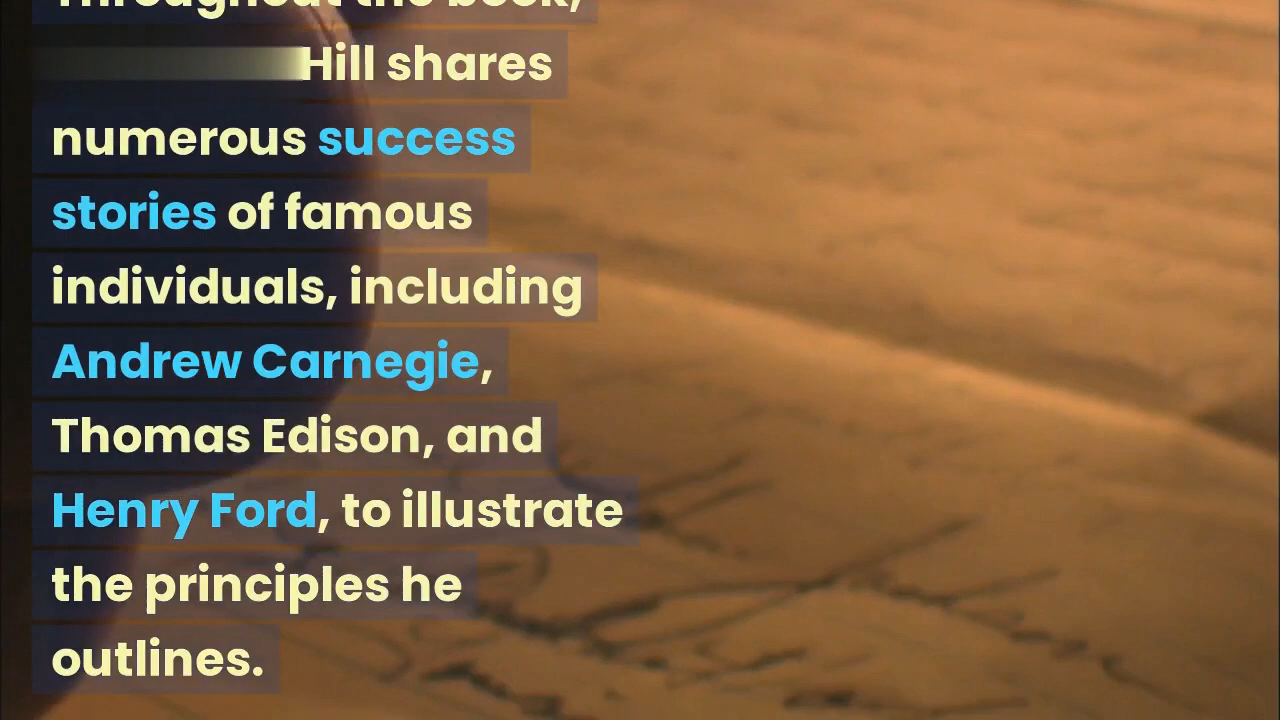 Throughout the book,
Hill shares
numerous success
stories of famous
individuals, including
Andrew Carnegie,
Thomas Edison, and
Henry Ford, to illustrate
the principles he
outlines.